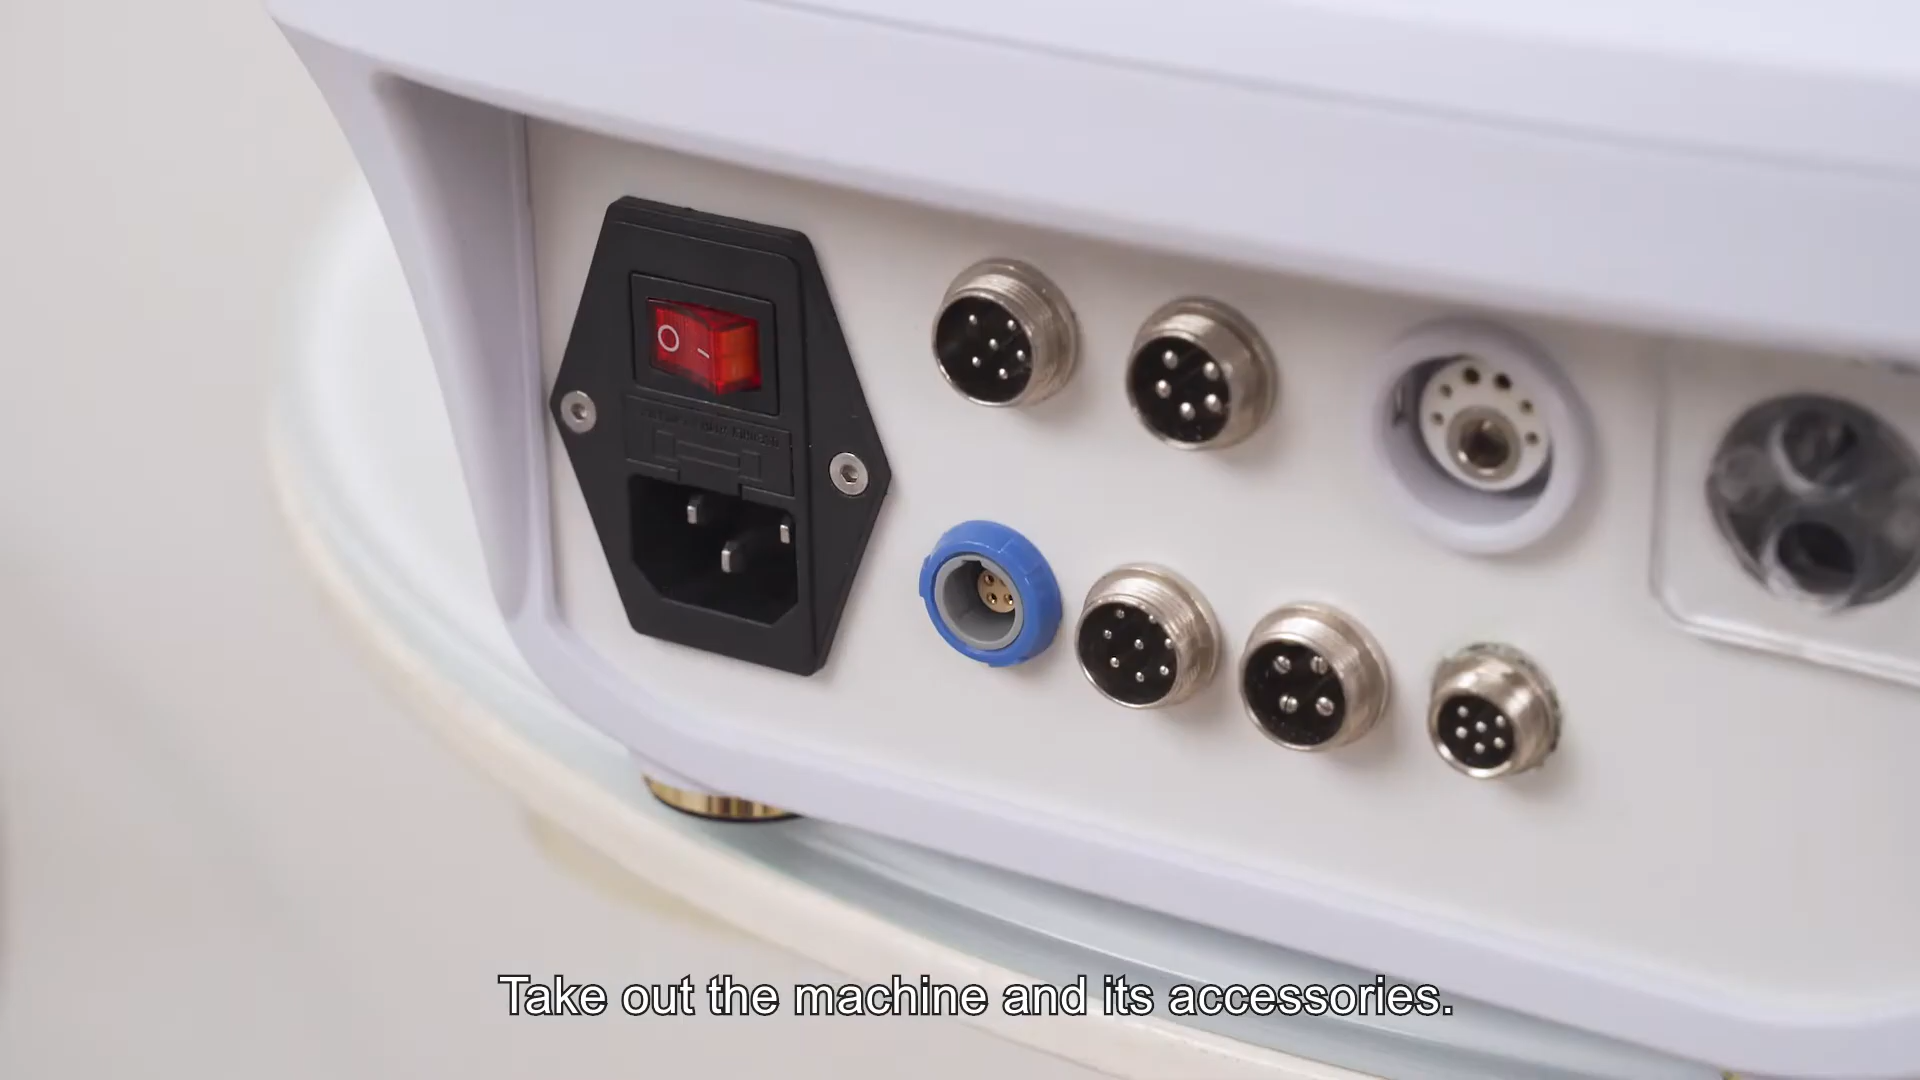 O –
Take out the machine and its accessories.